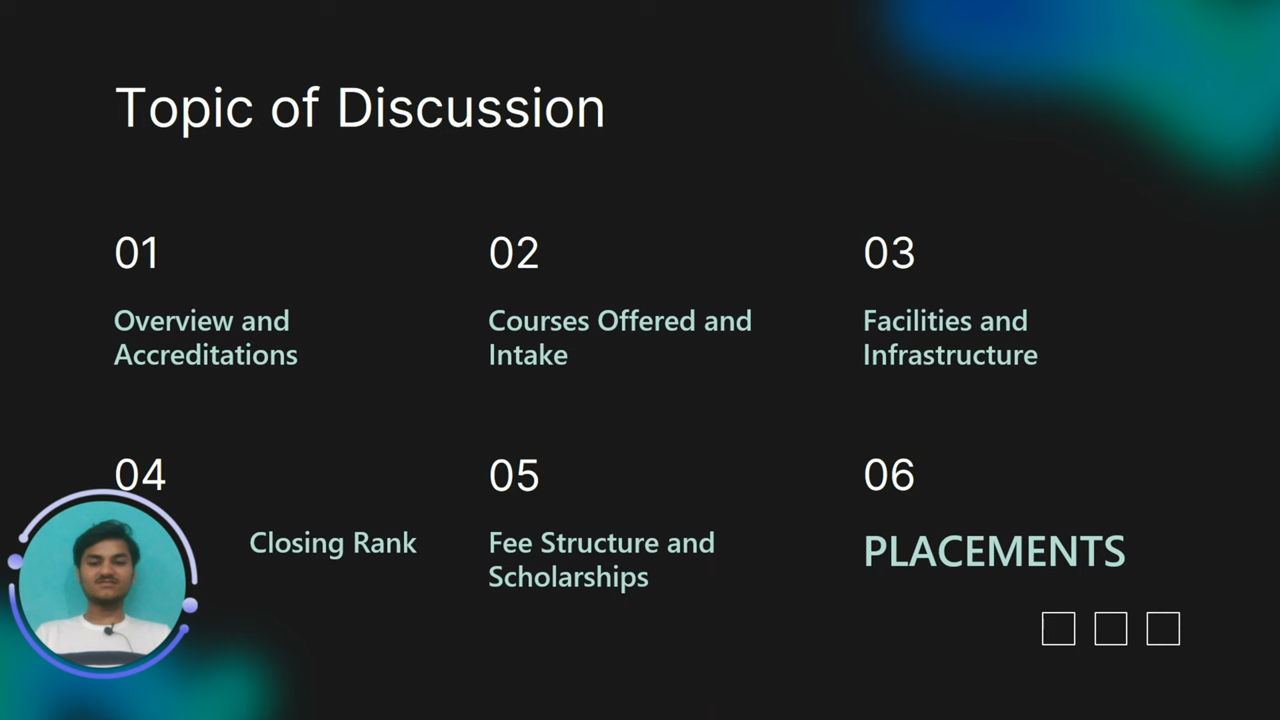 Topic of Discussion
01
Overview and
Accreditations
02
Courses Offered and
Intake
03
Facilities and
Infrastructure
04
Closing Rank
05
Fee Structure and
Scholarships
06
PLACEMENTS